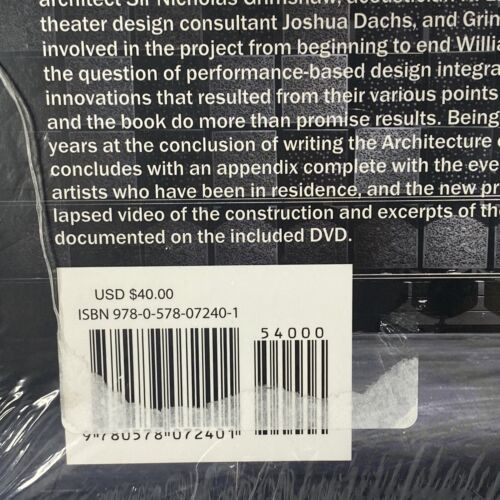 architect Sir Nicholas Grimshaw, acoustician
theater design consultant Joshua Dachs, and Grim
involved in the project from beginning to end Willia
the question of performance-based design integra
innovations that resulted from their various points
and the book do more than promise results. Being
years at the conclusion of writing the Architecture
concludes with an appendix complete with the eve
artists who have been in residence, and the new pr
lapsed video of the construction and excerpts of the
documented on the included DVD.
USD $40.00
ISBN 978-0-578-07240-1
54000
9 780578 072401